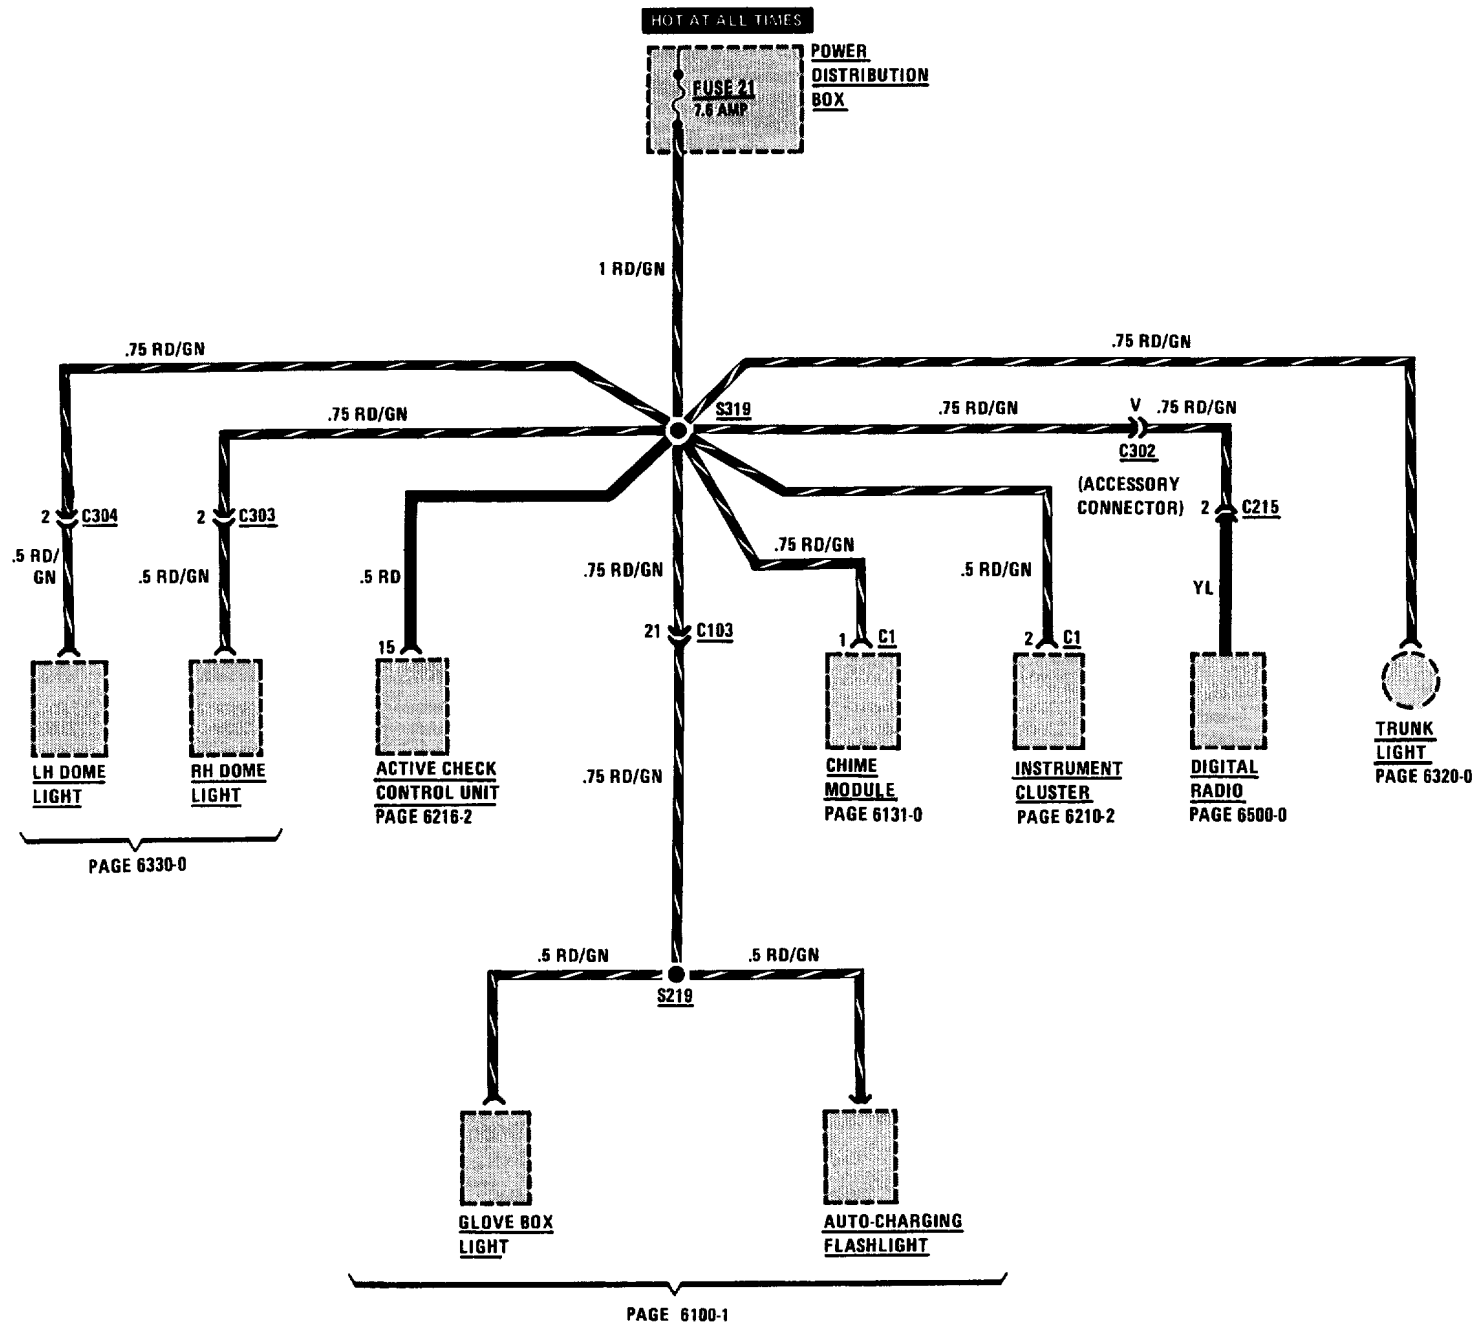 HOT AT ALL TIMES
POWER
DISTRIBUTION
BOX
FUSE 21
7.5 AMP
1 RD/GN
.75 RD/GN
.75 RD/GN
.75 RD/GN
S319
.75 RD/GN
V
.75 RD/GN
C302
(ACCESSORY
CONNECTOR)
2
C304
2
C303
2
C215
.5 RD/
GN
.5 RD/GN
.5 RD
.75 RD/GN
.75 RD/GN
.5 RD/GN
YL
21
C103
15
1
C1
2
C1
LH DOME
LIGHT
RH DOME
LIGHT
PAGE 6330-0
ACTIVE CHECK
CONTROL UNIT
PAGE 6216-2
.75 RD/GN
CHIME
MODULE
PAGE 6131-0
INSTRUMENT
CLUSTER
PAGE 6210-2
DIGITAL
RADIO
PAGE 6500-0
TRUNK
LIGHT
PAGE 6320-0
.5 RD/GN
.5 RD/GN
S219
GLOVE BOX
LIGHT
AUTO-CHARGING
FLASHLIGHT
PAGE 6100-1